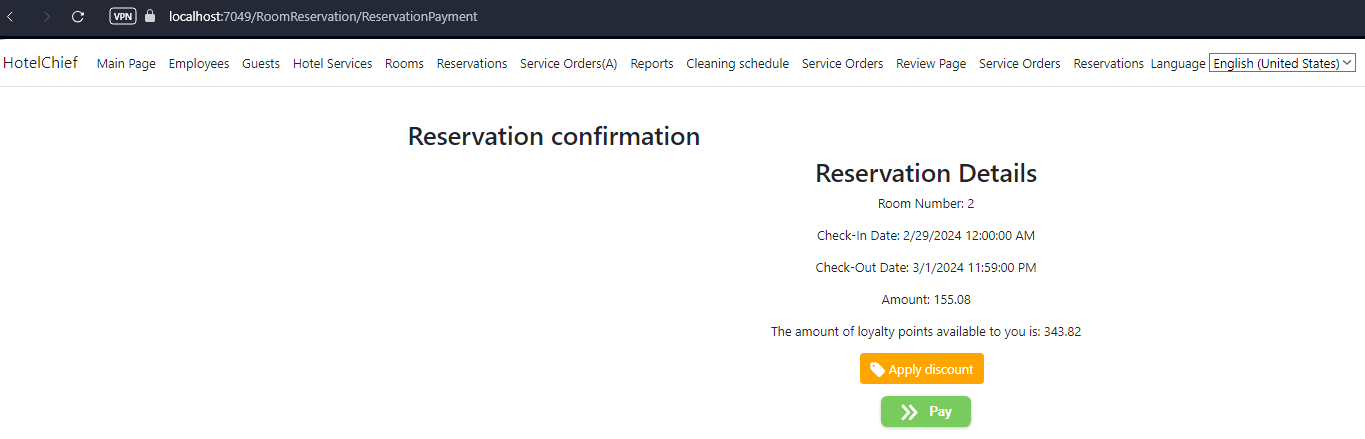 VPN localhost:7049/RoomReservation/ReservationPayment
HotelChief Main Page Employees Guests Hotel Services Rooms Reservations Service Orders(A) Reports Cleaning schedule Service Orders Review Page Service Orders Reservations Language English (United States)
Reservation confirmation
Reservation Details
Room Number: 2
Check-In Date: 2/29/2024 12:00:00 AM
Check-Out Date: 3/1/2024 11:59:00 PM
Amount: 155.08
The amount of loyalty points available to you is: 343.82
Apply discount
Pay